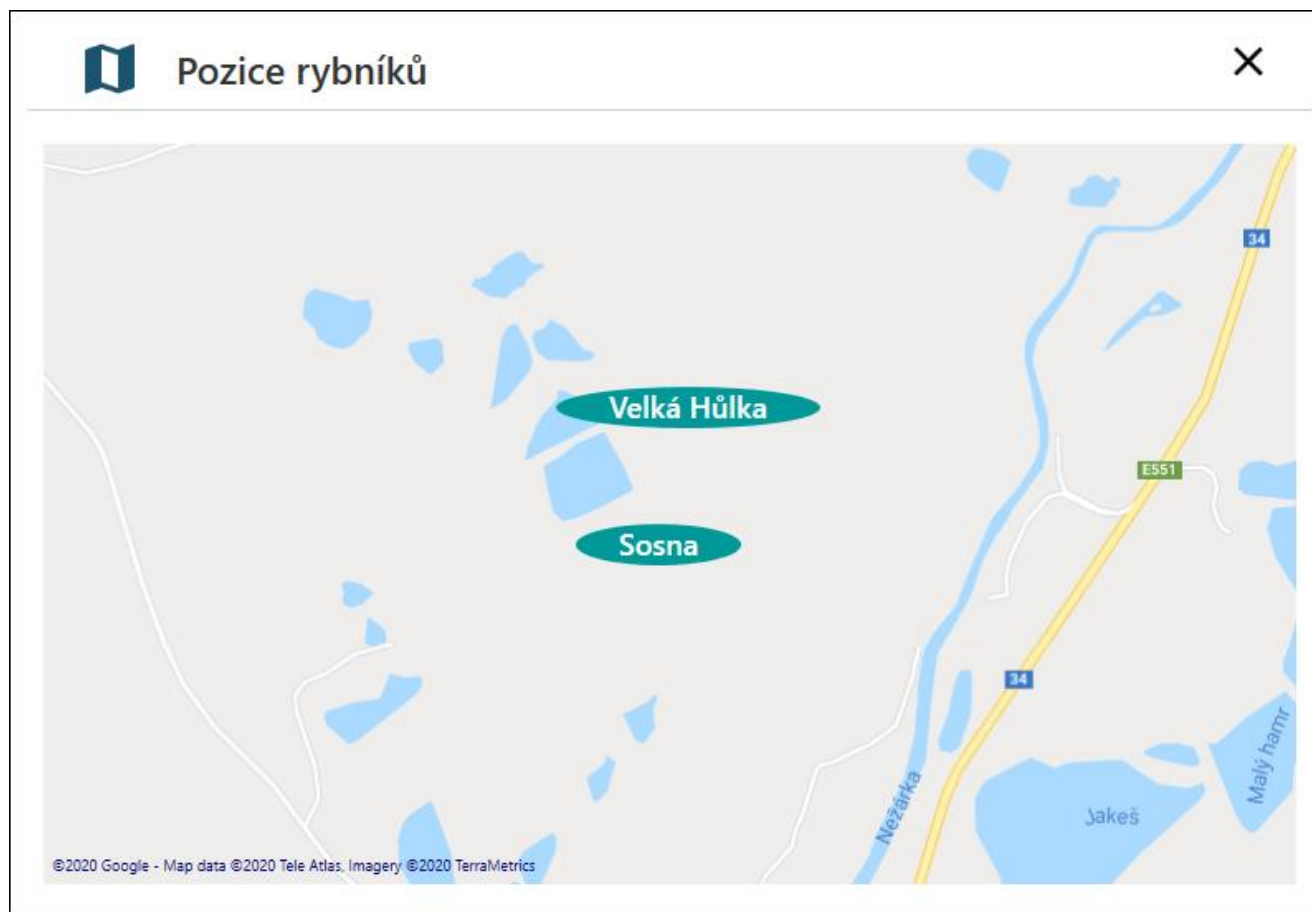 Pozice rybníků
34
Velká Hůlka
E551
Sosna
34
Malý hamr
Nežárka
Jakeš
©2020 Google - Map data ©2020 Tele Atlas, Imagery ©2020 TerraMetrics